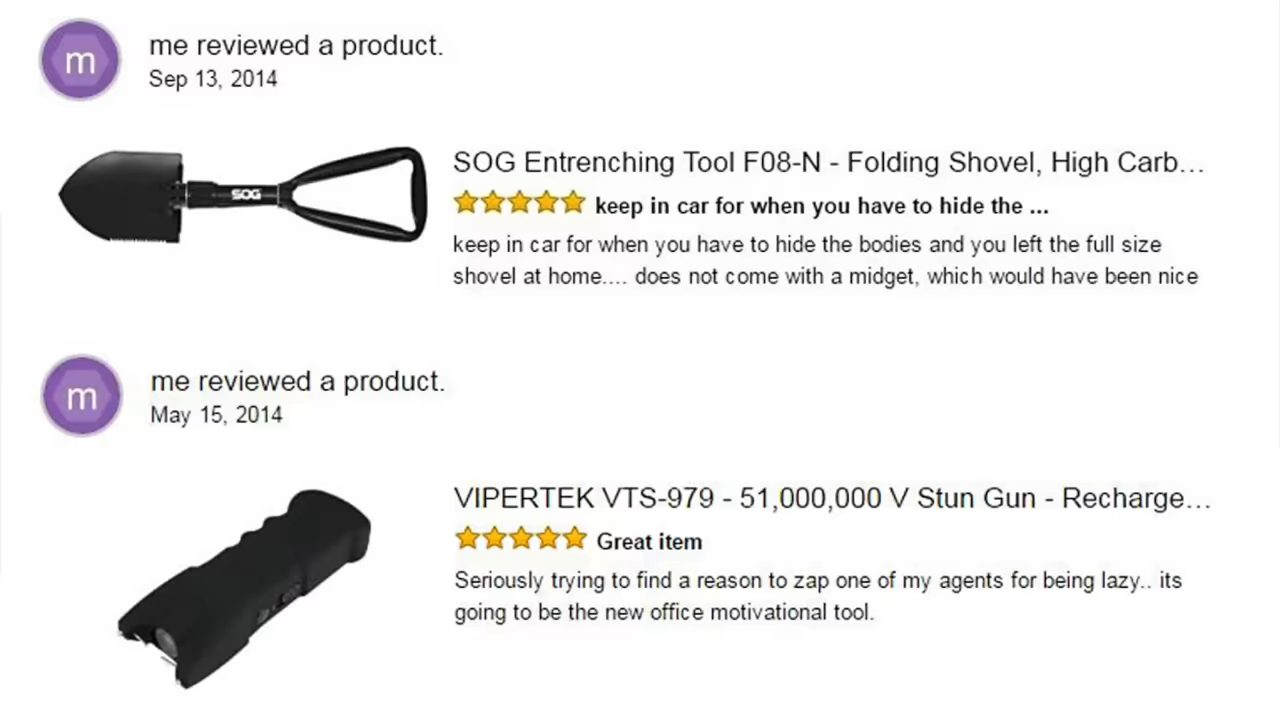 m
me reviewed a product.
Sep 13, 2014
SOG
SOG Entrenching Tool F08-N - Folding Shovel, High Carb...
keep in car for when you have to hide the ...
keep in car for when you have to hide the bodies and you left the full size
shovel at home.... does not come with a midget, which would have been nice
m
me reviewed a product.
May 15, 2014
VIPERTEK VTS-979 - 51,000,000 V Stun Gun - Recharge...
Great item
Seriously trying to find a reason to zap one of my agents for being lazy.. its
going to be the new office motivational tool.